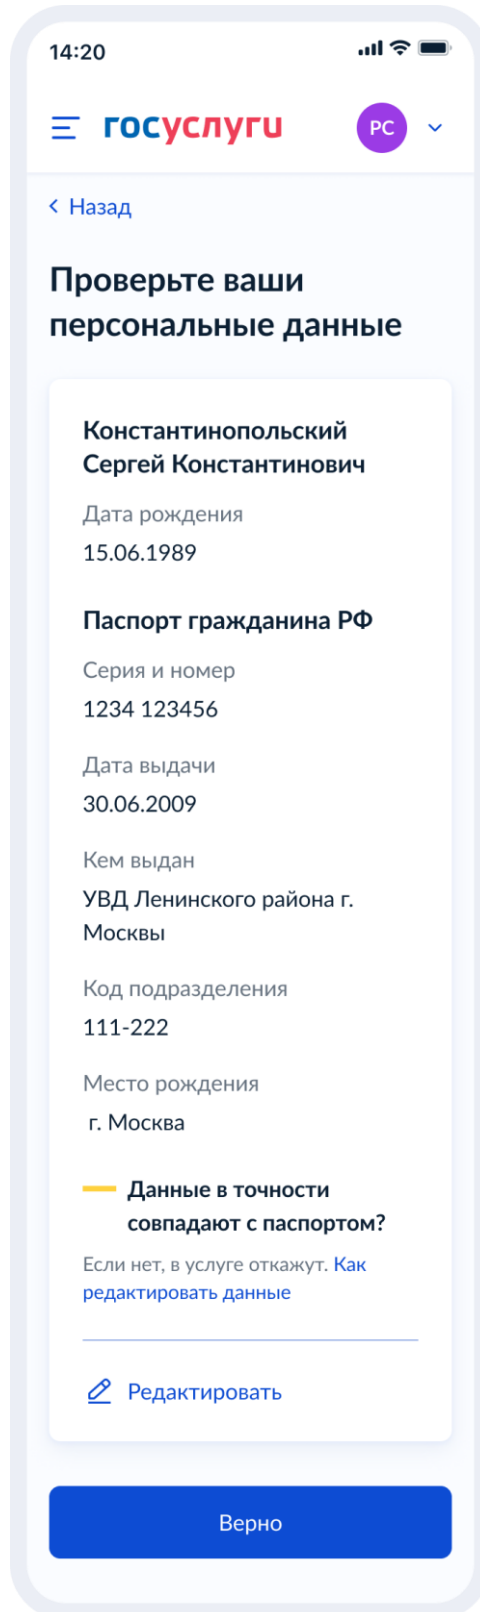 14:20
госуслуги
РС
Назад
Проверьте ваши
персональные данные
Константинопольский
Сергей Константинович
Дата рождения
15.06.1989
Паспорт гражданина РФ
Серия и номер
1234 123456
Дата выдачи
30.06.2009
Кем выдан
УВД Ленинского района г.
Москвы
Код подразделения
111-222
Место рождения
г. Москва
Данные в точности
совпадают с паспортом?
Если нет, в услуге откажут. Как
редактировать данные
Редактировать
Верно